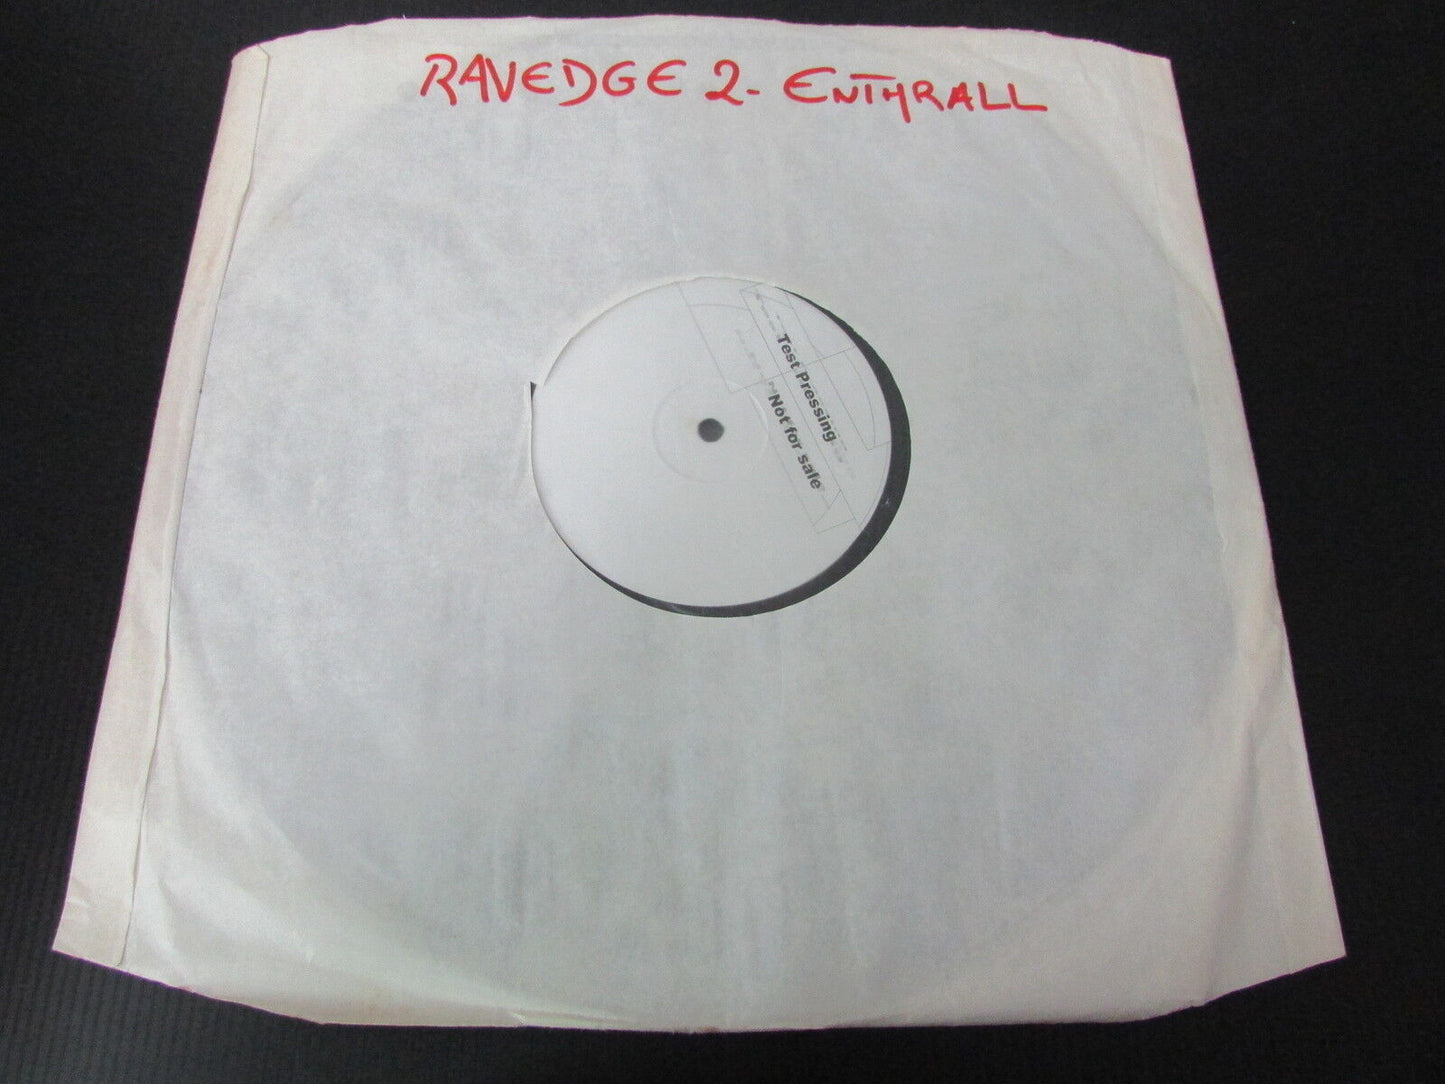 RAVEDGE 2- ENTHRALL
Test Pressing
Not for sale